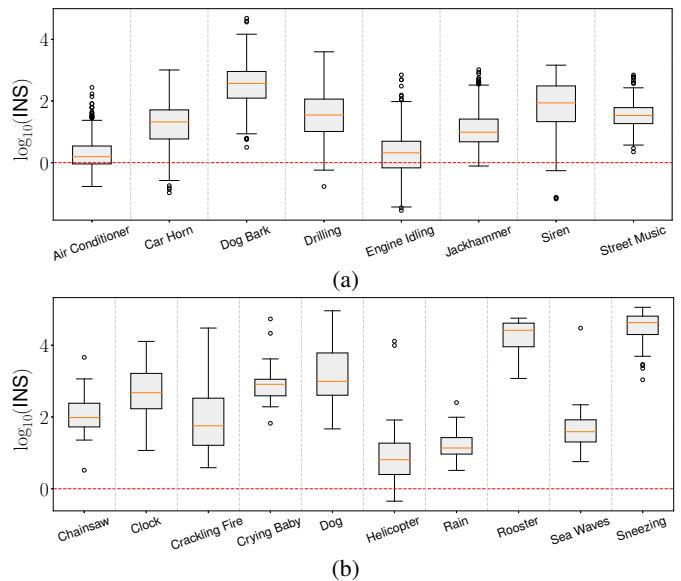 4
2
0
log₁₀(INS)
Air Conditioner
Car Horn
Dog Bark
Drilling
Engine Idling
Jackhammer
Siren
Street Music
(a)
4
2
0
log₁₀(INS)
Chainsaw
Clock
Crackling Fire
Crying Baby
Dog
Helicopter
Rain
Rooster
Sea Waves
Sneezing
(b)